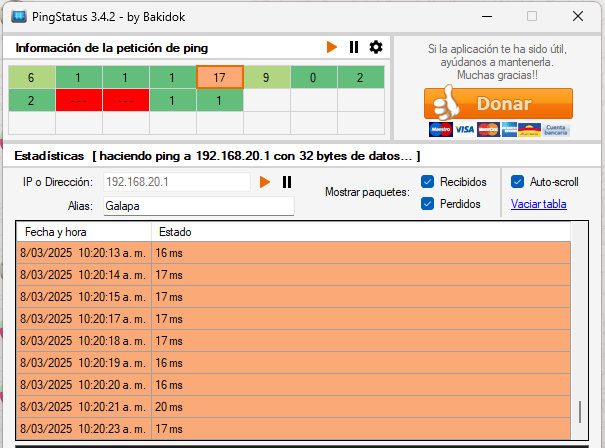 PingStatus 3.4.2 - by Bakidok
Información de la petición de ping
6 1 1 1 17 9 0 2
2 --- --- 1 1
Si la aplicación te ha sido útil,
ayúdanos a mantenerla.
Muchas gracias!!
Donar
Maestro VISA MasterCard AMERICAN EXPRESS Cuenta bancaria
Estadísticas [ haciendo ping a 192.168.20.1 con 32 bytes de datos... ]
IP o Dirección: 192.168.20.1
Alias: Galapa
Mostrar paquetes:
Recibidos
Perdidos
Auto-scroll
Vaciar tabla
Fecha y hora Estado
8/03/2025 10:20:13 a. m. 16 ms
8/03/2025 10:20:14 a. m. 17 ms
8/03/2025 10:20:15 a. m. 17 ms
8/03/2025 10:20:17 a. m. 17 ms
8/03/2025 10:20:18 a. m. 17 ms
8/03/2025 10:20:19 a. m. 16 ms
8/03/2025 10:20:20 a. m. 16 ms
8/03/2025 10:20:21 a. m. 20 ms
8/03/2025 10:20:23 a. m. 17 ms